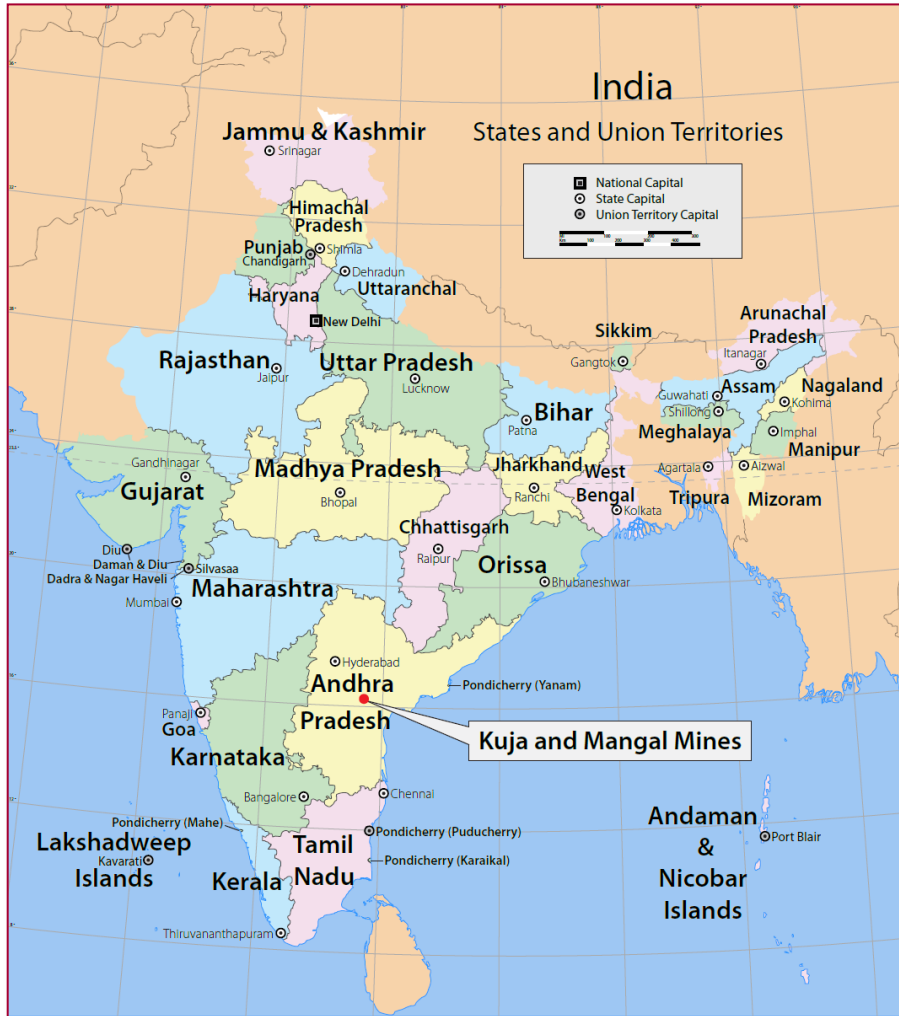 India
States and Union Territories
National Capital
State Capital
Union Territory Capital
Jammu & Kashmir
Srinagar
Himachal
Pradesh
Shimla
Punjab
Chandigarh
Dehradun
Uttaranchal
Haryana
New Delhi
Rajasthan
Jaipur
Uttar Pradesh
Lucknow
Sikkim
Gangtok
Arunachal
Pradesh
Itanagar
Assam
Guwahati
Nagaland
Kohima
Shillong
Meghalaya
Imphal
Manipur
Bihar
Patna
Gandhinagar
Gujarat
Madhya Pradesh
Bhopal
Jharkhand
Ranchi
West
Bengal
Kolkata
Agartala
Tripura
Aizwal
Mizoram
Chhattisgarh
Raipur
Orissa
Bhubaneshwar
Diu
Daman & Diu
Dadra & Nagar Haveli
Silvasaa
Maharashtra
Mumbai
Hyderabad
Andhra
Pradesh
Pondicherry (Yanam)
Kuja and Mangal Mines
Panaji
Goa
Karnataka
Bangalore
Chennai
Pondicherry (Mahe)
Pondicherry (Puducherry)
Lakshadweep
Kavarati
Islands
Kerala
Tamil
Nadu
Pondicherry (Karaikal)
Thiruvananthapuram
Andaman
&
Nicobar
Islands
Port Blair